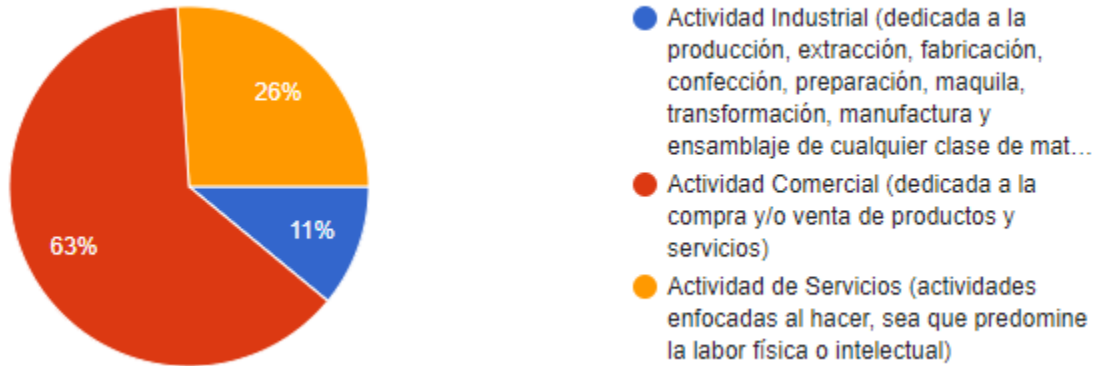 26%
11%
63%
Actividad Industrial (dedicada a la
producción, extracción, fabricación,
confección, preparación, maquila,
transformación, manufactura y
ensamblaje de cualquier clase de mat…
Actividad Comercial (dedicada a la
compra y/o venta de productos y
servicios)
Actividad de Servicios (actividades
enfocadas al hacer, sea que predomine
la labor física o intelectual)